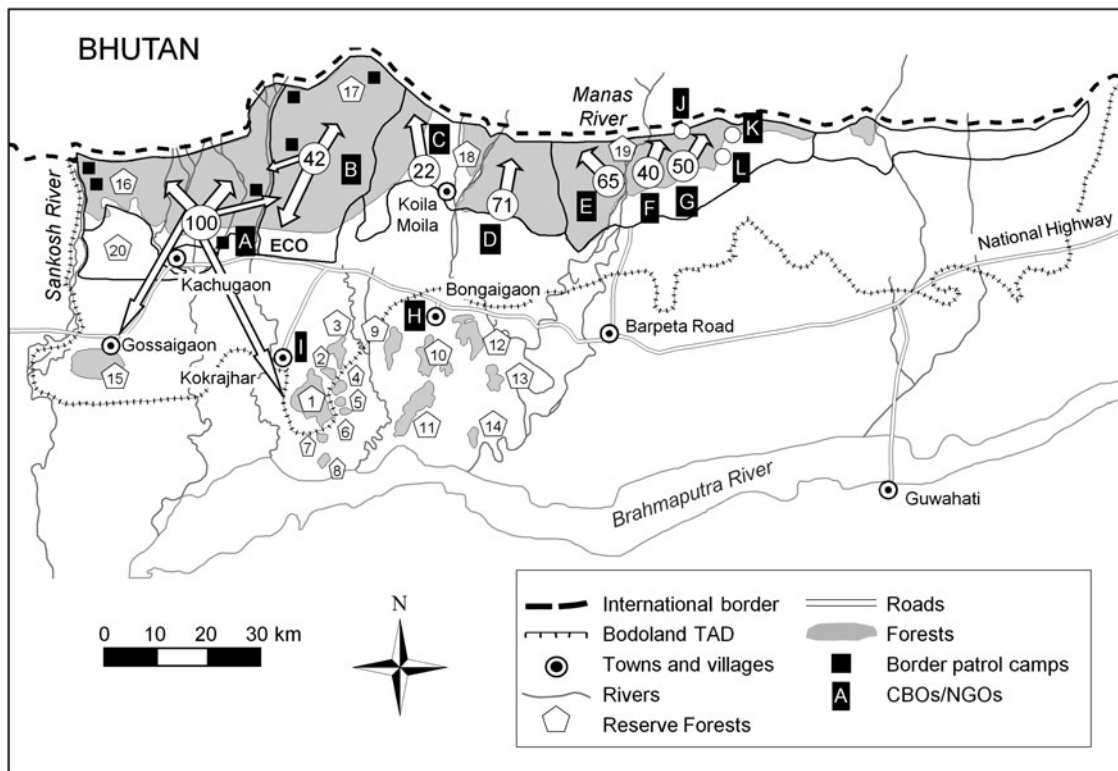 BHUTAN
17
Manas
River
J
K
42
C
19
16
B
22
18
65
40
50
L
Sankosh River
100
Koila
Moila
71
E
F
G
20
A
ECO
D
National Highway
Kachugaon
Bongaigaon
H
Gossaigaon
I
3
9
Barpeta Road
2
10
12
Kokrajhar
4
13
15
1
5
11
14
6
7
8
Brahmaputra River
Guwahati
N
0 10 20 30 km
International border
Bodoland TAD
Towns and villages
Rivers
Reserve Forests
Roads
Forests
Border patrol camps
A CBOs/NGOs